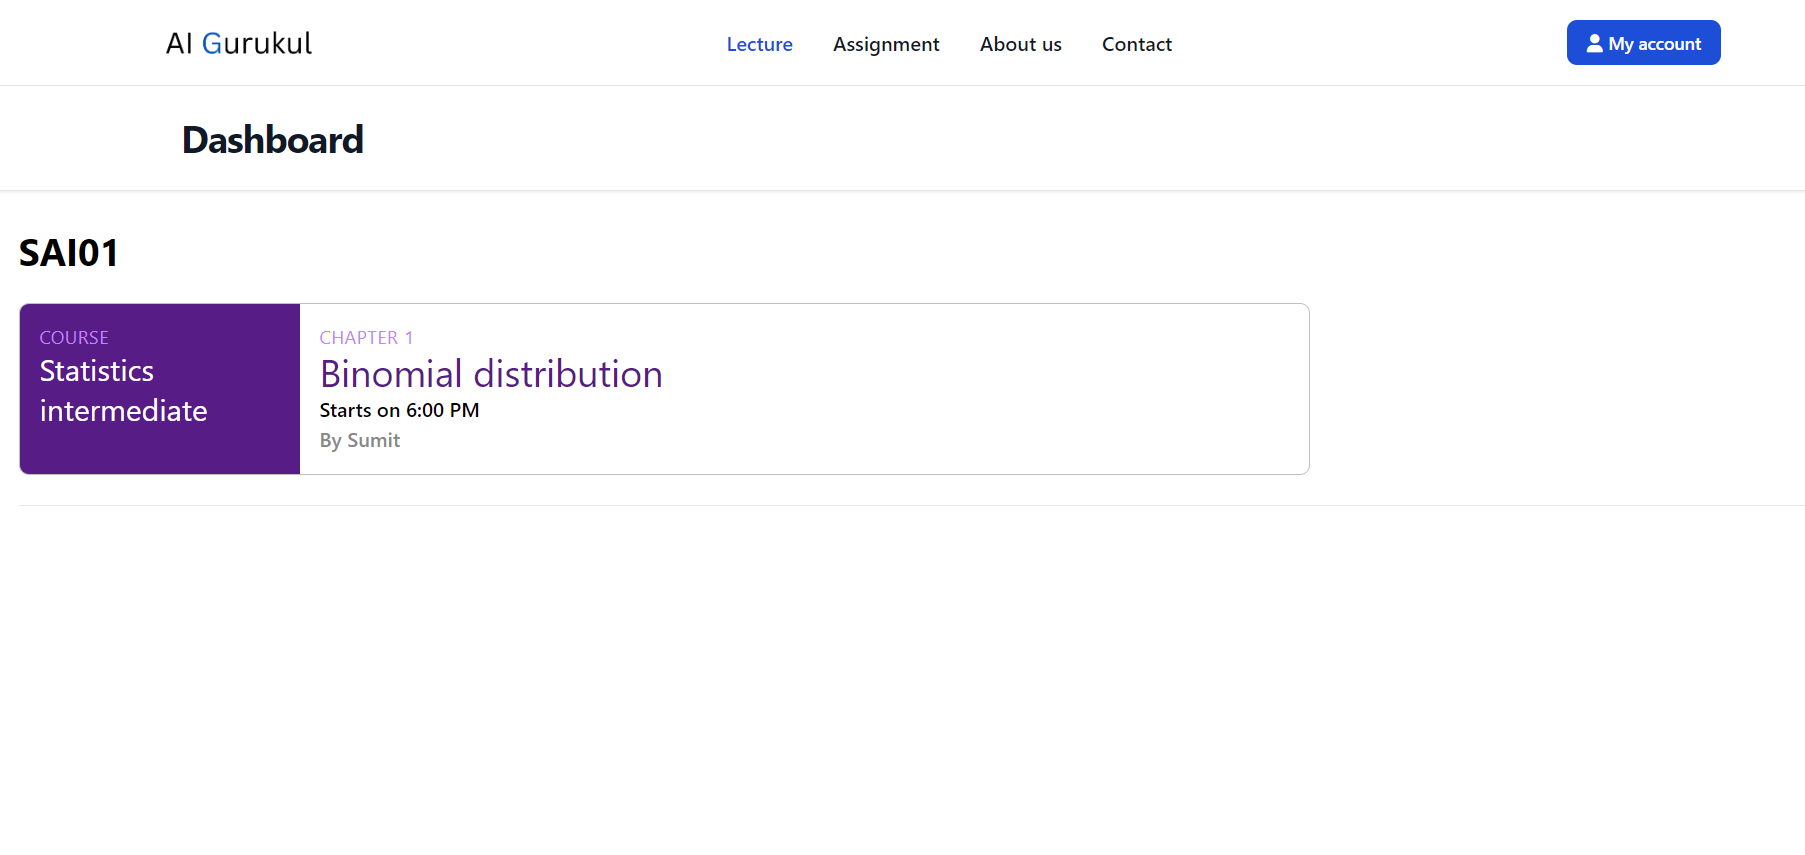 AI Gurukul
Lecture
Assignment
About us
Contact
My account
Dashboard
SAI01
COURSE
Statistics
intermediate
CHAPTER 1
Binomial distribution
Starts on 6:00 PM
By Sumit